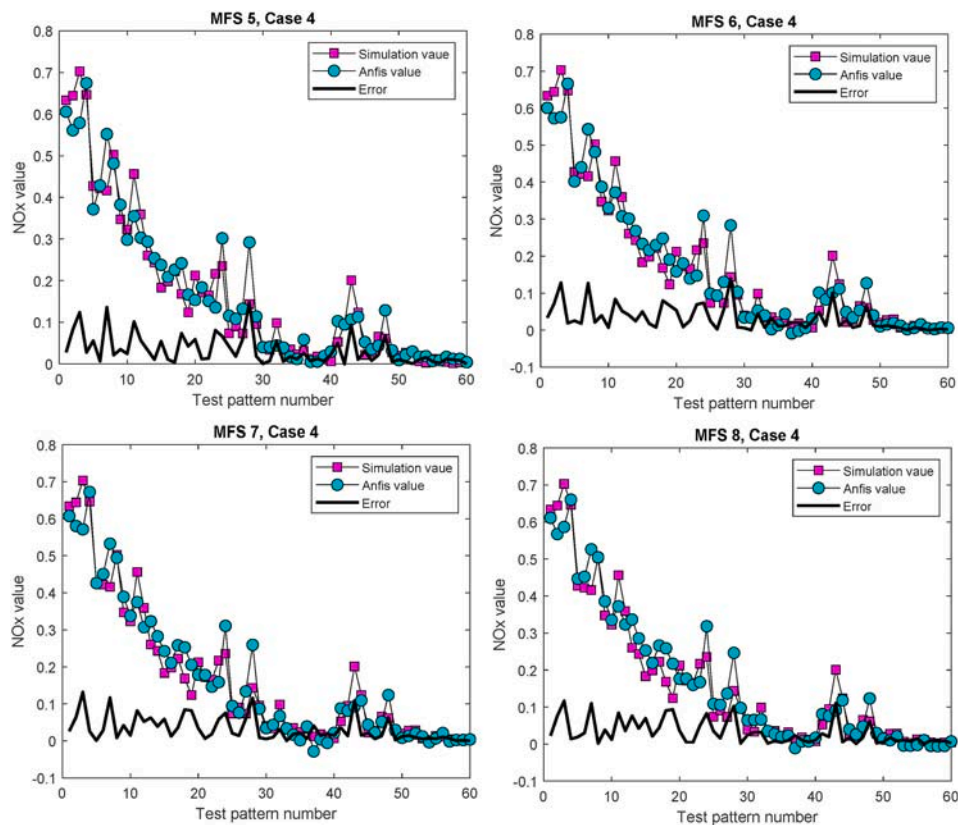 MFS 5, Case 4
0.8
0.7
0.6
0.5
0.4
0.3
0.2
0.1
0
NOx value
Simulation vaue
Anfis value
Error
0 10 20 30 40 50 60
Test pattern number
MFS 6, Case 4
0.8
0.7
0.6
0.5
0.4
0.3
0.2
0.1
0
-0.1
NOx value
Simulation vaue
Anfis value
Error
0 10 20 30 40 50 60
Test pattern number
MFS 7, Case 4
0.8
0.7
0.6
0.5
0.4
0.3
0.2
0.1
0
-0.1
NOx value
Simulation vaue
Anfis value
Error
0 10 20 30 40 50 60
Test pattern number
MFS 8, Case 4
0.8
0.7
0.6
0.5
0.4
0.3
0.2
0.1
0
-0.1
NOx value
Simulation vaue
Anfis value
Error
0 10 20 30 40 50 60
Test pattern number